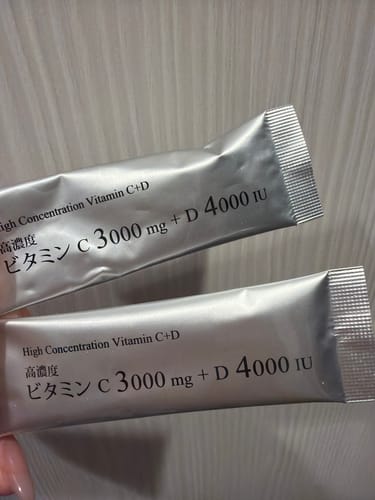 High Concentration Vitamin C+D
高濃度
ビタミン C 3000 mg + D 4000 IU
High Concentration Vitamin C+D
高濃度
ビタミン C 3000 mg + D 4000 IU